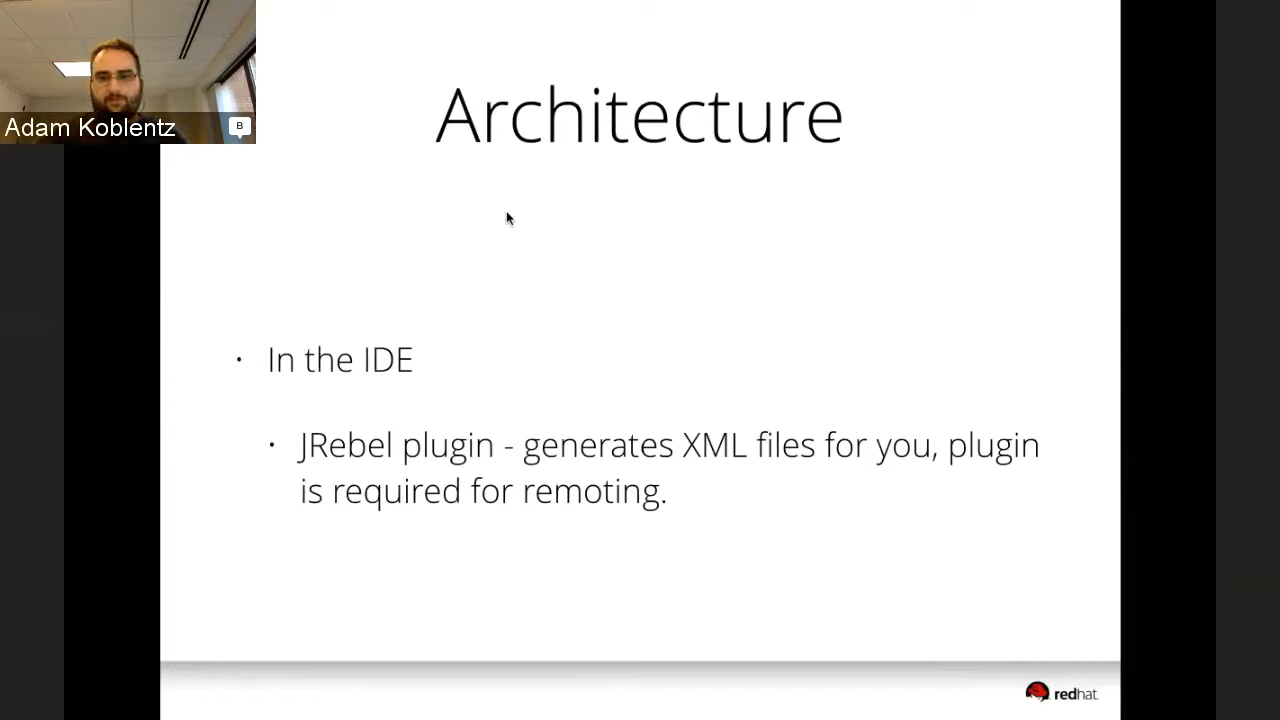 Adam Koblentz
B
Architecture
• In the IDE
• JRebel plugin - generates XML files for you, plugin
is required for remoting.
redhat.